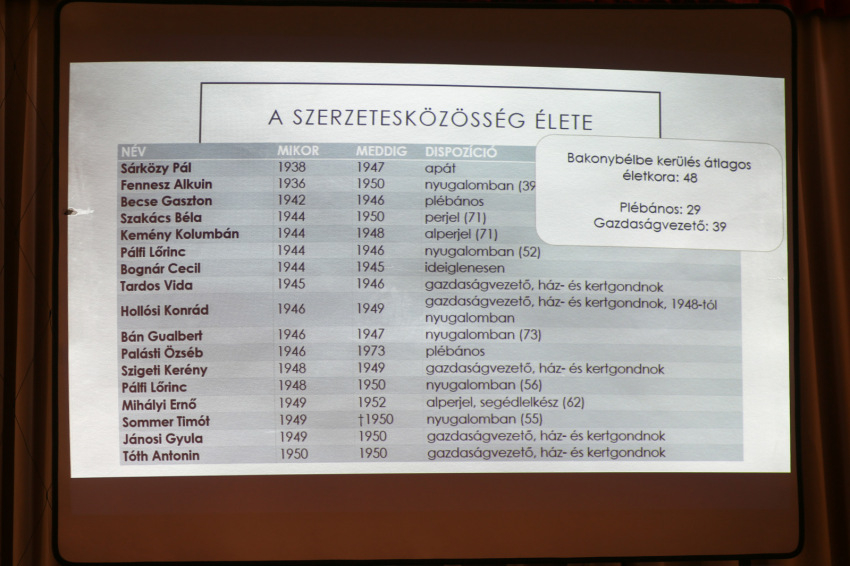 A SZERZETESKÖZÖSSÉG ÉLETE
NÉV MIKOR MEDDIG DISPOZÍCIÓ
Sárközy Pál 1938 1947 apát
Fennesz Alkuin 1936 1950 nyugalomban (39
Becse Gaszton 1942 1946 plébános
Szakács Béla 1944 1950 perjel (71)
Kemény Kolumbán 1944 1948 alperjel (71)
Pálfi Lőrinc 1944 1946 nyugalomban (52)
Bognár Cecil 1944 1945 ideiglenesen
Tardos Vida 1945 1946 gazdaságvezető, ház- és kertgondnok
Hollósi Konrád 1946 1949 gazdaságvezető, ház- és kertgondnok, 1948-tól
nyugalomban
Bán Gualbert 1946 1947 nyugalomban (73)
Palásti Özséb 1946 1973 plébános
Szigeti Kerény 1948 1949 gazdaságvezető, ház- és kertgondnok
Pálfi Lőrinc 1948 1950 nyugalomban (56)
Mihályi Ernő 1949 1952 alperjel, segédlelkész (62)
Sommer Timót 1949 †1950 nyugalomban (55)
Jánosi Gyula 1949 1950 gazdaságvezető, ház- és kertgondnok
Tóth Antonin 1950 1950 gazdaságvezető, ház- és kertgondnok
Bakonybélbe kerülés átlagos
életkora: 48
Plébános: 29
Gazdaságvezető: 39